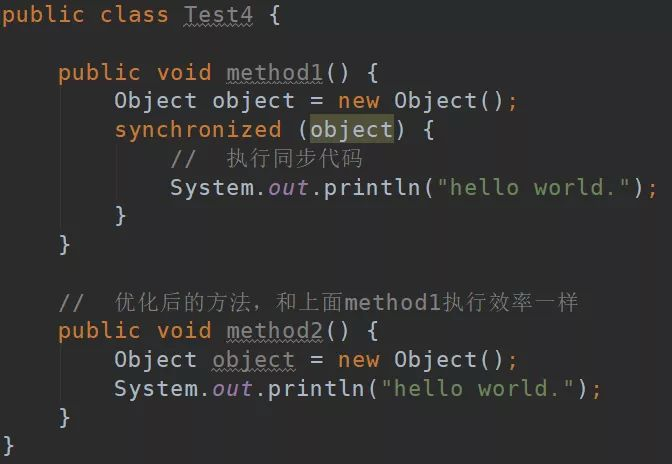 public class Test4 {
public void method1() {
Object object = new Object();
synchronized (object) {
// 执行同步代码
System.out.println("hello world.");
}
}
// 优化后的方法，和上面method1执行效率一样
public void method2() {
Object object = new Object();
System.out.println("hello world.");
}
}